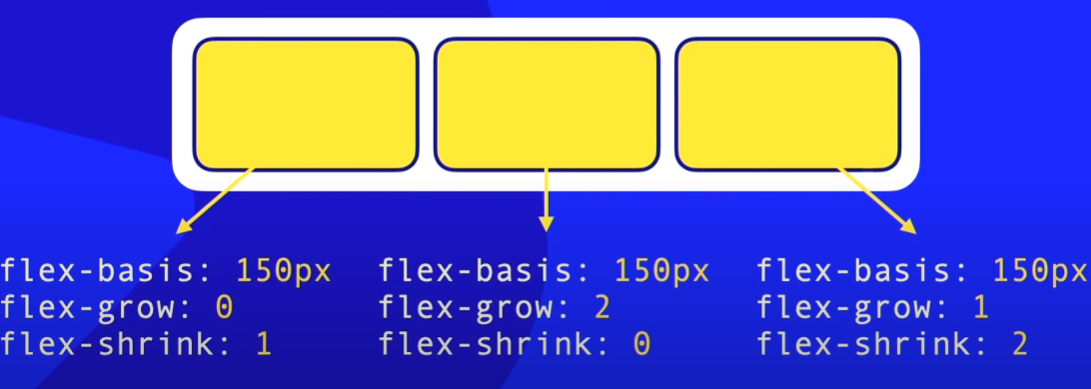 flex-basis: 150px
flex-grow: 0
flex-shrink: 1
flex-basis: 150px
flex-grow: 2
flex-shrink: 0
flex-basis: 150px
flex-grow: 1
flex-shrink: 2